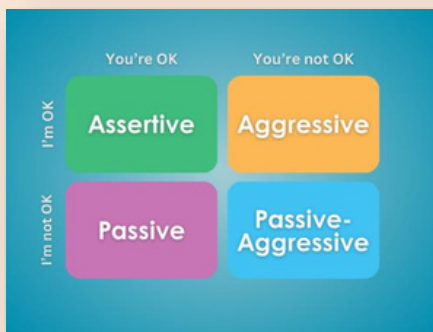 You're OK
You're not OK
I'm OK
Assertive
Aggressive
I'm not OK
Passive
Passive-
Aggressive